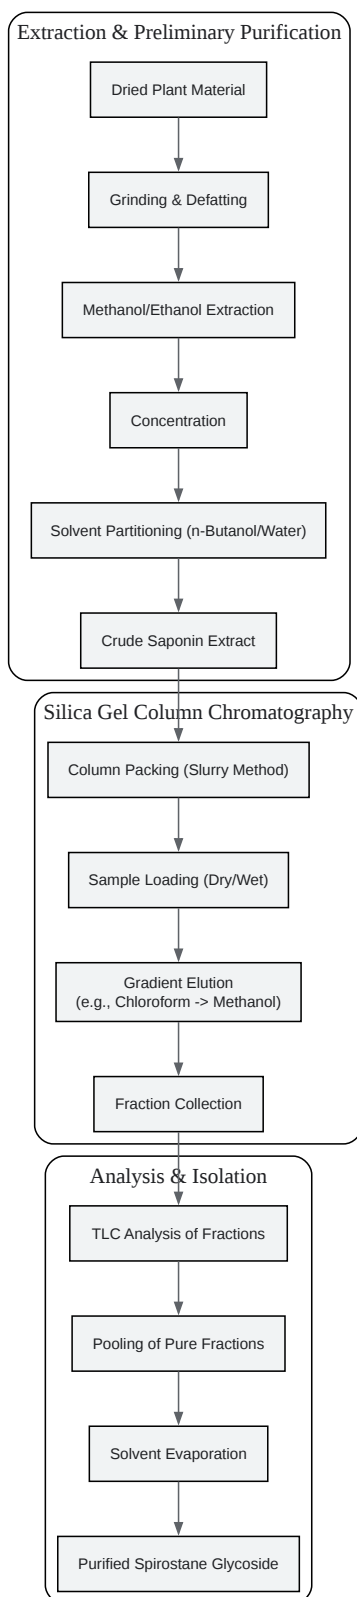 Extraction & Preliminary Purification
Dried Plant Material
Grinding & Defatting
Methanol/Ethanol Extraction
Concentration
Solvent Partitioning (n-Butanol/Water)
Crude Saponin Extract
Silica Gel Column Chromatography
Column Packing (Slurry Method)
Sample Loading (Dry/Wet)
Gradient Elution
(e.g., Chloroform -> Methanol)
Fraction Collection
Analysis & Isolation
TLC Analysis of Fractions
Pooling of Pure Fractions
Solvent Evaporation
Purified Spirostane Glycoside